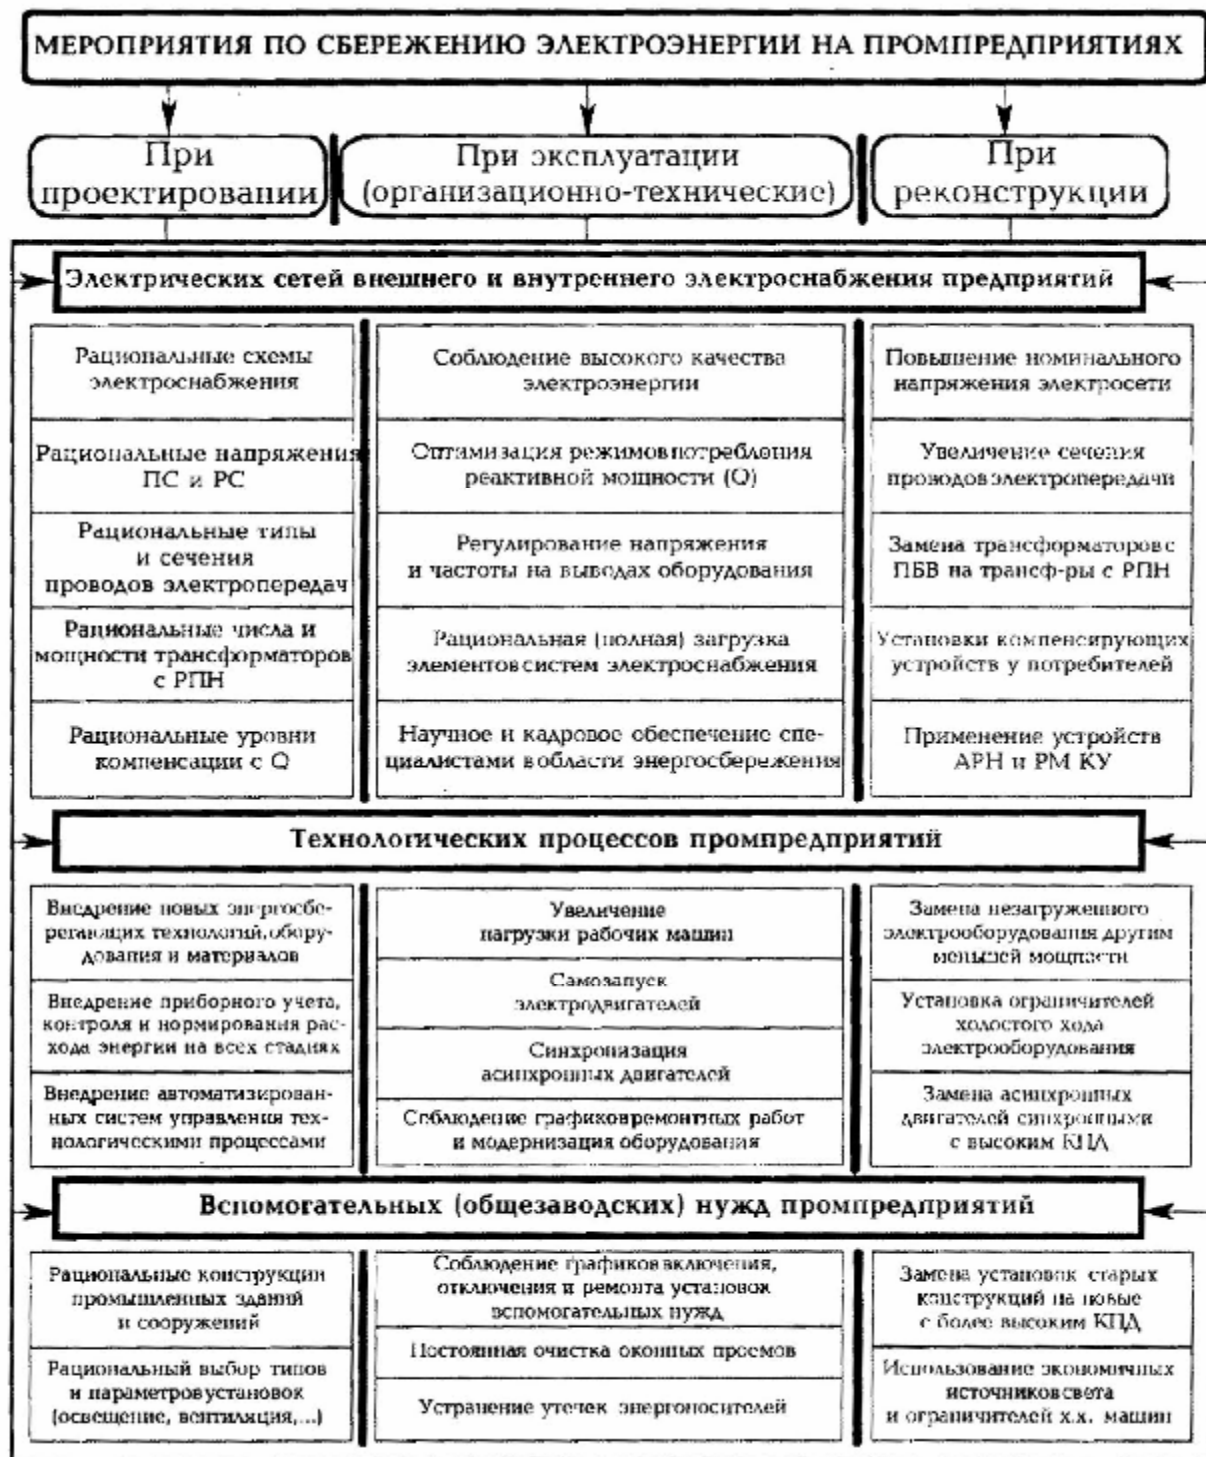 МЕРОПРИЯТИЯ ПО СБЕРЕЖЕНИЮ ЭЛЕКТРОЭНЕРГИИ НА ПРОМПРЕДПРИЯТИЯХ
При
проектировании
При эксплуатации
(организационно-технические)
При
реконструкции
Электрических сетей внешнего и внутреннего электроснабжения предприятий
Рациональные схемы
электроснабжения
Рациональные напряжения
ПС и РС
Рациональные типы
и сечения
проводов электропередач
Рациональные числа и
мощности трансформаторов
с РПН
Рациональные уровни
компенсации с Q
Соблюдение высокого качества
электроэнергии
Оптимизация режимов потребления
реактивной мощности (Q)
Регулирование напряжения
и частоты на выводах оборудования
Рациональная (полная) загрузка
элементов систем электроснабжения
Научное и кадровое обеспечение спе-
циалистами в области энергосбережения
Повышение номинального
напряжения электросети
Увеличение сечения
проводов электропередачи
Замена трансформаторов с
ПБВ на трансф-ры с РПН
Установки компенсирующих
устройств у потребителей
Применение устройств
АРН и РМ КУ
Технологических процессов промпредприятий
Внедрение новых энергосбе-
регающих технологий, обору-
дования и материалов
Внедрение приборного учета,
контроля и нормирования рас-
хода энергии на всех стадиях
Внедрение автоматизирован-
ных систем управления тех-
нологическими процессами
Увеличение
нагрузки рабочих машин
Самозапуск
электродвигателей
Синхронизация
асинхронных двигателей
Соблюдение графиков ремонтных работ
и модернизация оборудования
Замена незагруженного
электрооборудования другим
меньшей мощности
Установка ограничителей
холостого хода
электрооборудования
Замена асинхронных
двигателей синхронными
с высоким КПД
Вспомогательных (общезаводских) нужд промпредприятий
Рациональные конструкции
промышленных зданий
и сооружений
Рациональный выбор типов
и параметров установок
(освещение, вентиляция,...)
Соблюдение графиков включения,
отключения и ремонта установок
вспомогательных нужд
Постоянная очистка оконных проемов
Устранение утечек энергоносителей
Замена установок старых
конструкций на новые
с более высоким КПД
Использование экономичных
источников света
и ограничителей х.х. машин